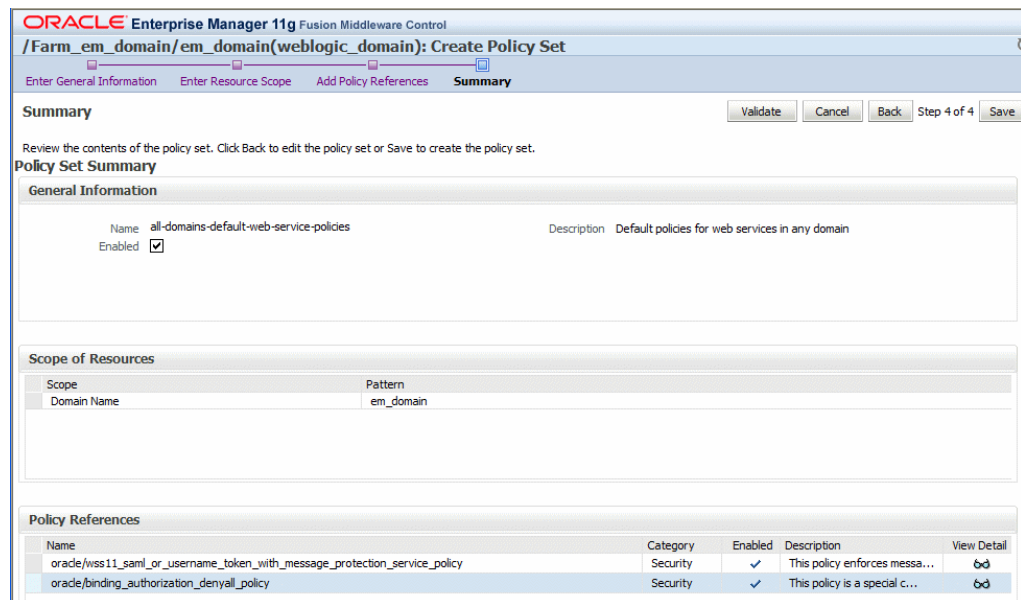 ORACLE Enterprise Manager 11g Fusion Middleware Control
/Farm_em_domain/em_domain(weblogic_domain): Create Policy Set
Enter General Information Enter Resource Scope Add Policy References Summary
Summary Validate Cancel Back Step 4 of 4 Save
Review the contents of the policy set. Click Back to edit the policy set or Save to create the policy set.
Policy Set Summary
General Information
Name all-domains-default-web-service-policies Description Default policies for web services in any domain
Enabled
Scope of Resources
Scope Pattern
Domain Name em_domain
Policy References
Name Category Enabled Description View Detail
oracle/wss11_saml_or_username_token_with_message_protection_service_policy Security This policy enforces messa...
oracle/binding_authorization_denyall_policy Security This policy is a special c...